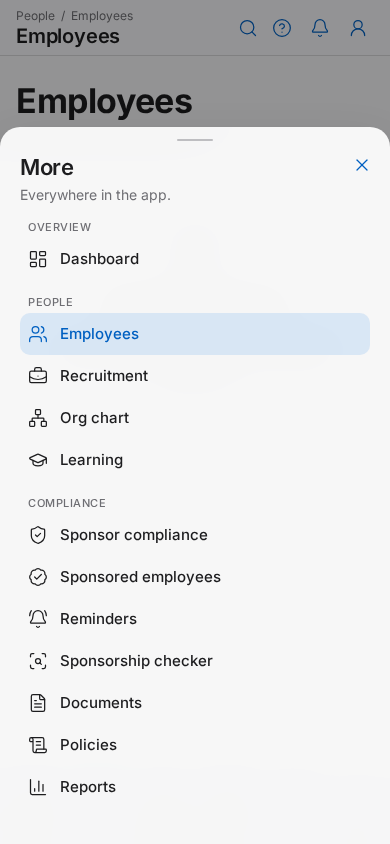 People / Employees
Employees
Employees
More
Everywhere in the app.
OVERVIEW
Dashboard
PEOPLE
Employees
Recruitment
Org chart
Learning
COMPLIANCE
Sponsor compliance
Sponsored employees
Reminders
Sponsorship checker
Documents
Policies
Reports